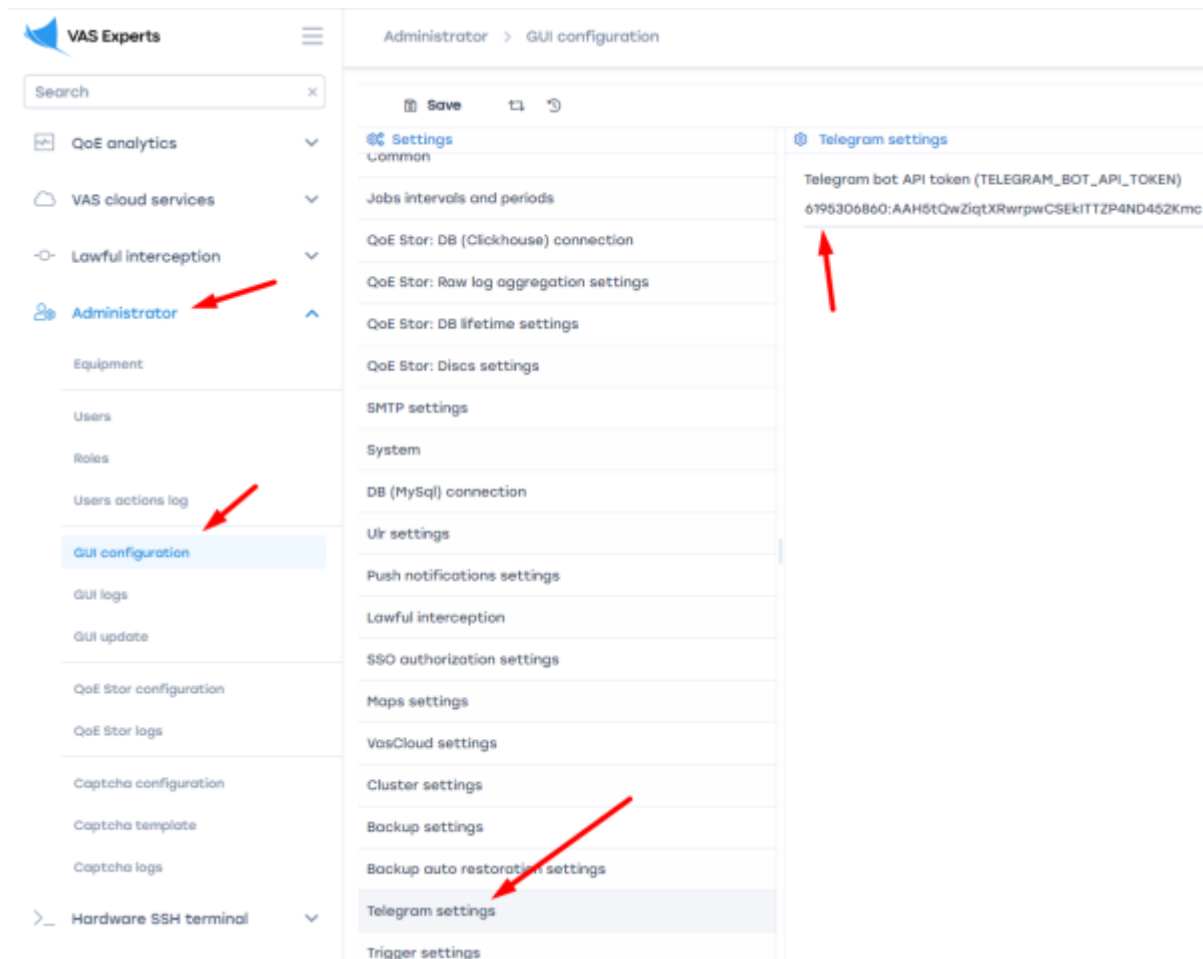 VAS Experts
Administrator > GUI configuration
Search
Save
QoE analytics
VAS cloud services
Lawful interception
Administrator
Equipment
Users
Roles
Users actions log
GUI configuration
GUI logs
GUI update
QoE Stor configuration
QoE Stor logs
Captcha configuration
Captcha template
Captcha logs
Hardware SSH terminal
Settings
Common
Jobs intervals and periods
QoE Stor: DB (Clickhouse) connection
QoE Stor: Raw log aggregation settings
QoE Stor: DB lifetime settings
QoE Stor: Discs settings
SMTP settings
System
DB (MySql) connection
Ulr settings
Push notifications settings
Lawful interception
SSO authorization settings
Maps settings
VasCloud settings
Cluster settings
Backup settings
Backup auto restoration settings
Telegram settings
Trigger settings
Telegram settings
Telegram bot API token (TELEGRAM_BOT_API_TOKEN)